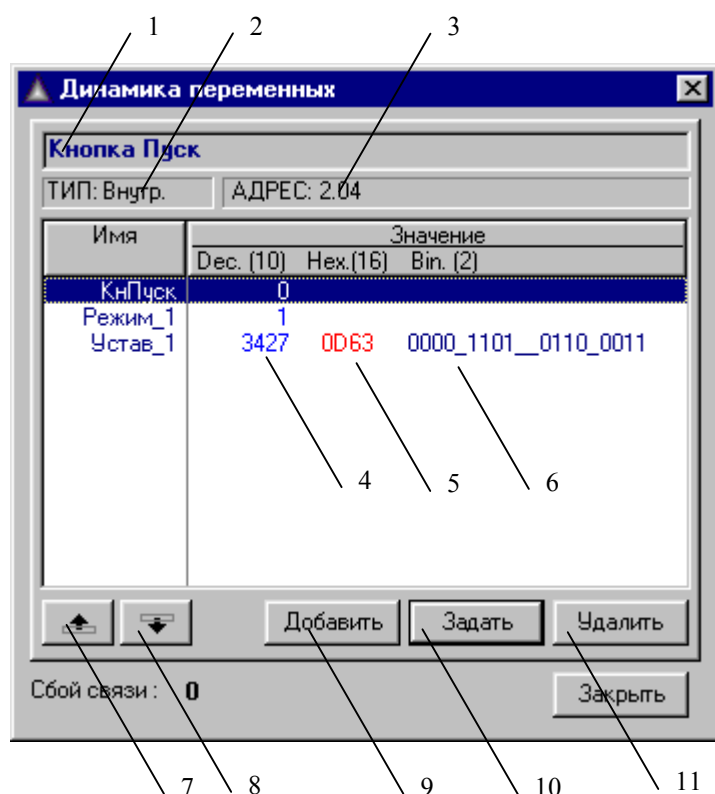 1 2 3
Динамика переменных
Кнопка Пуск
ТИП: Внутр. АДРЕС: 2.04
Имя Значение
Dec. (10) Hex.(16) Bin. (2)
КнПуск 0
Режим_1 1
Устав_1 3427 0D63 0000_1101__0110_0011
4 5 6
Добавить Задать Удалить
Сбой связи : 0 Закрыть
7 8 9 10 11